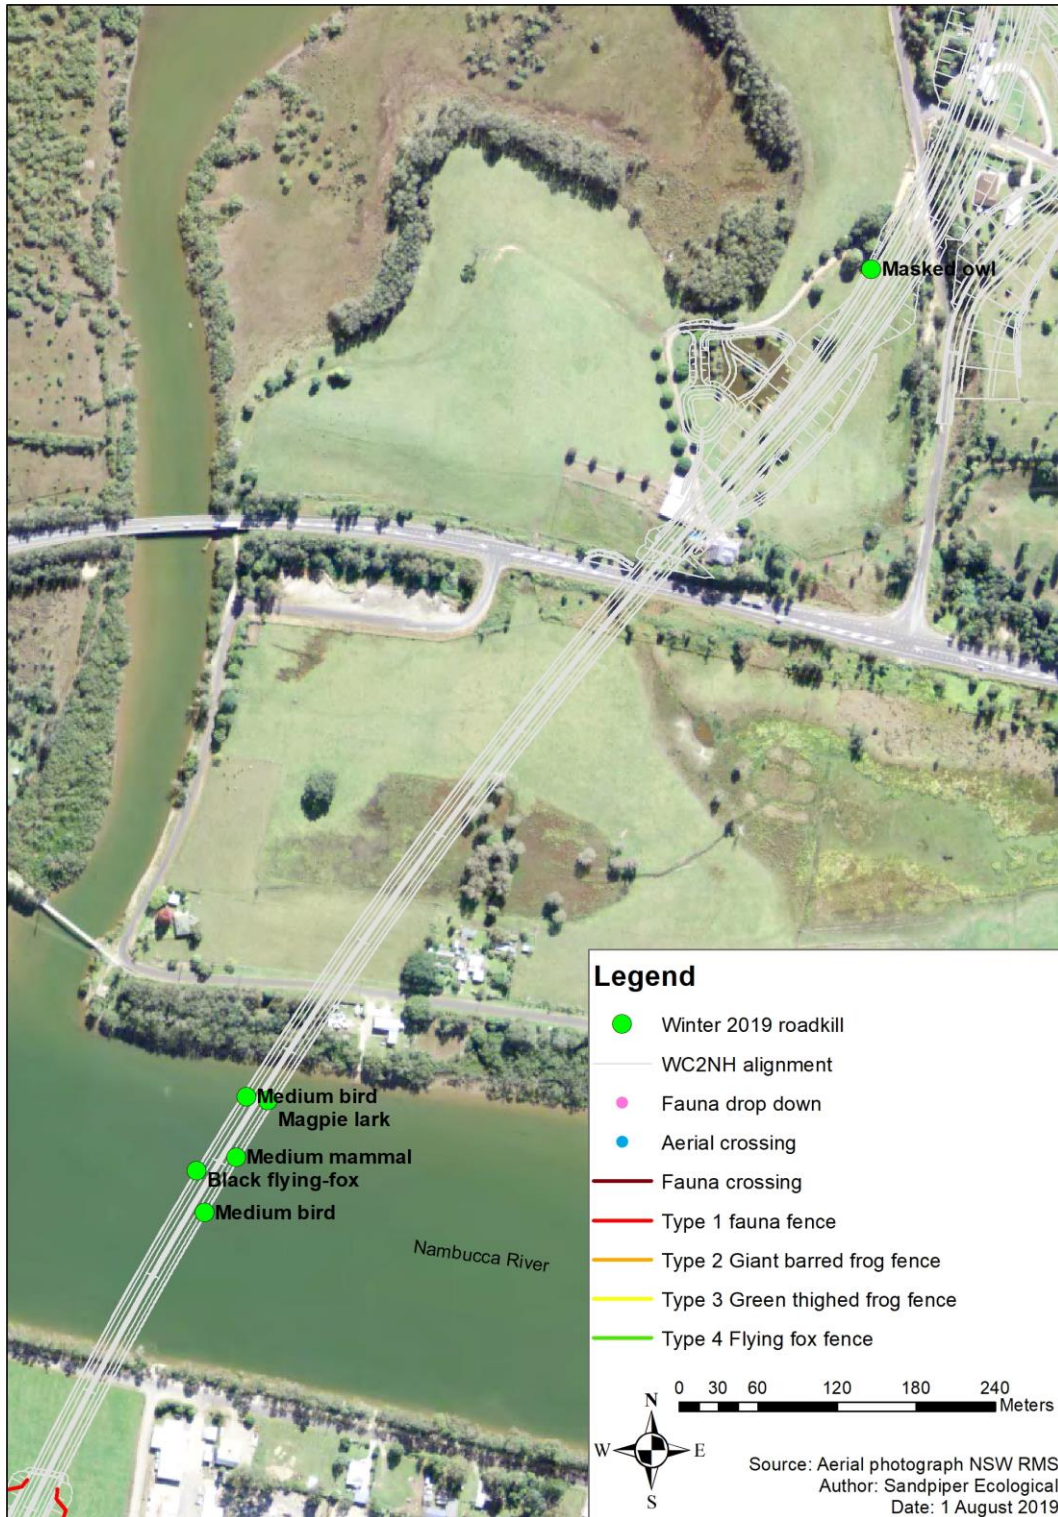 Masked owl
Medium bird
Magpie lark
Medium mammal
Black flying-fox
Medium bird
Nambucca River
Legend
Winter 2019 roadkill
WC2NH alignment
Fauna drop down
Aerial crossing
Fauna crossing
Type 1 fauna fence
Type 2 Giant barred frog fence
Type 3 Green thighed frog fence
Type 4 Flying fox fence
0 30 60 120 180 240
Meters
N
W E
S
Source: Aerial photograph NSW RMS
Author: Sandpiper Ecological
Date: 1 August 2019